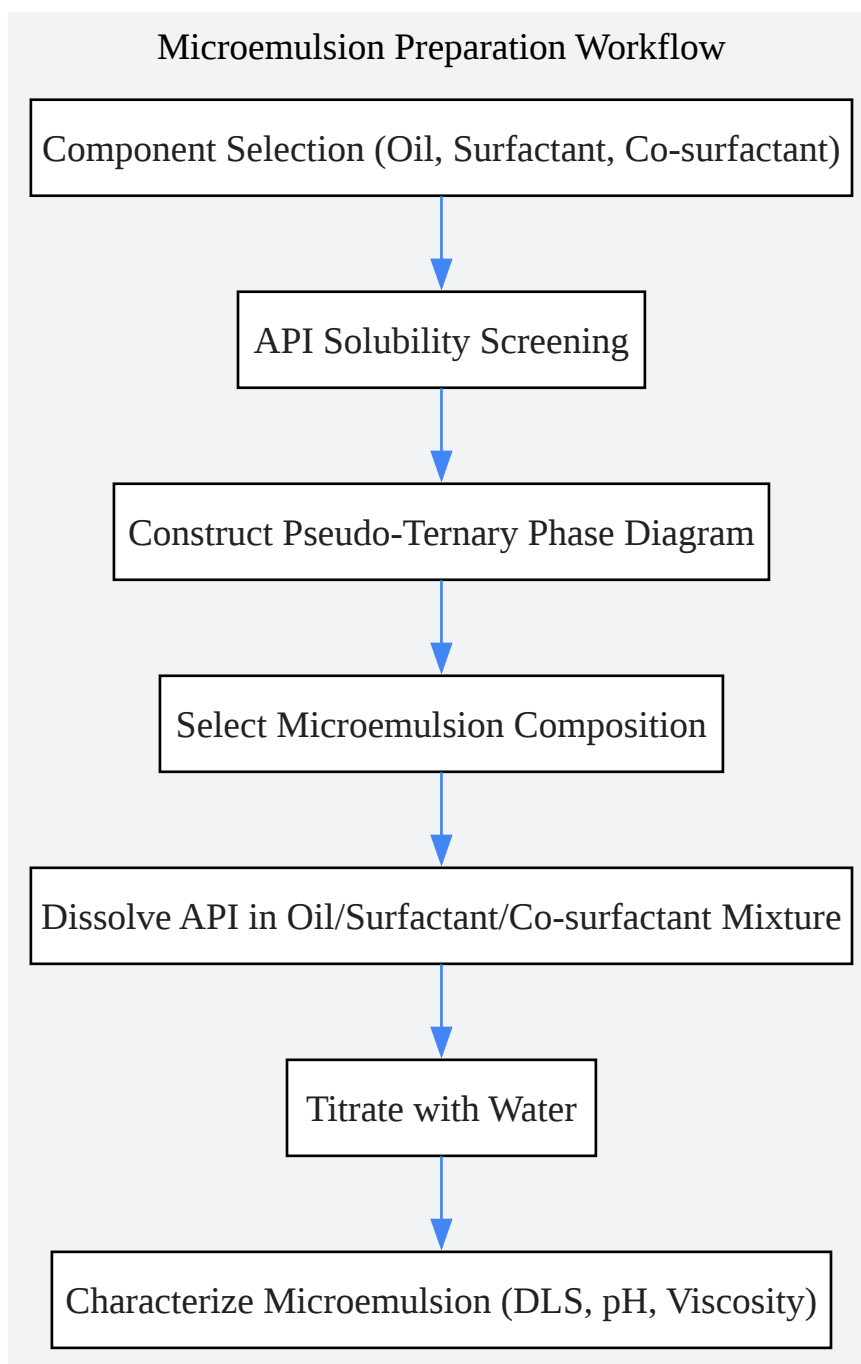 Microemulsion Preparation Workflow
Component Selection (Oil, Surfactant, Co-surfactant)
API Solubility Screening
Construct Pseudo-Ternary Phase Diagram
Select Microemulsion Composition
Dissolve API in Oil/Surfactant/Co-surfactant Mixture
Titrate with Water
Characterize Microemulsion (DLS, pH, Viscosity)